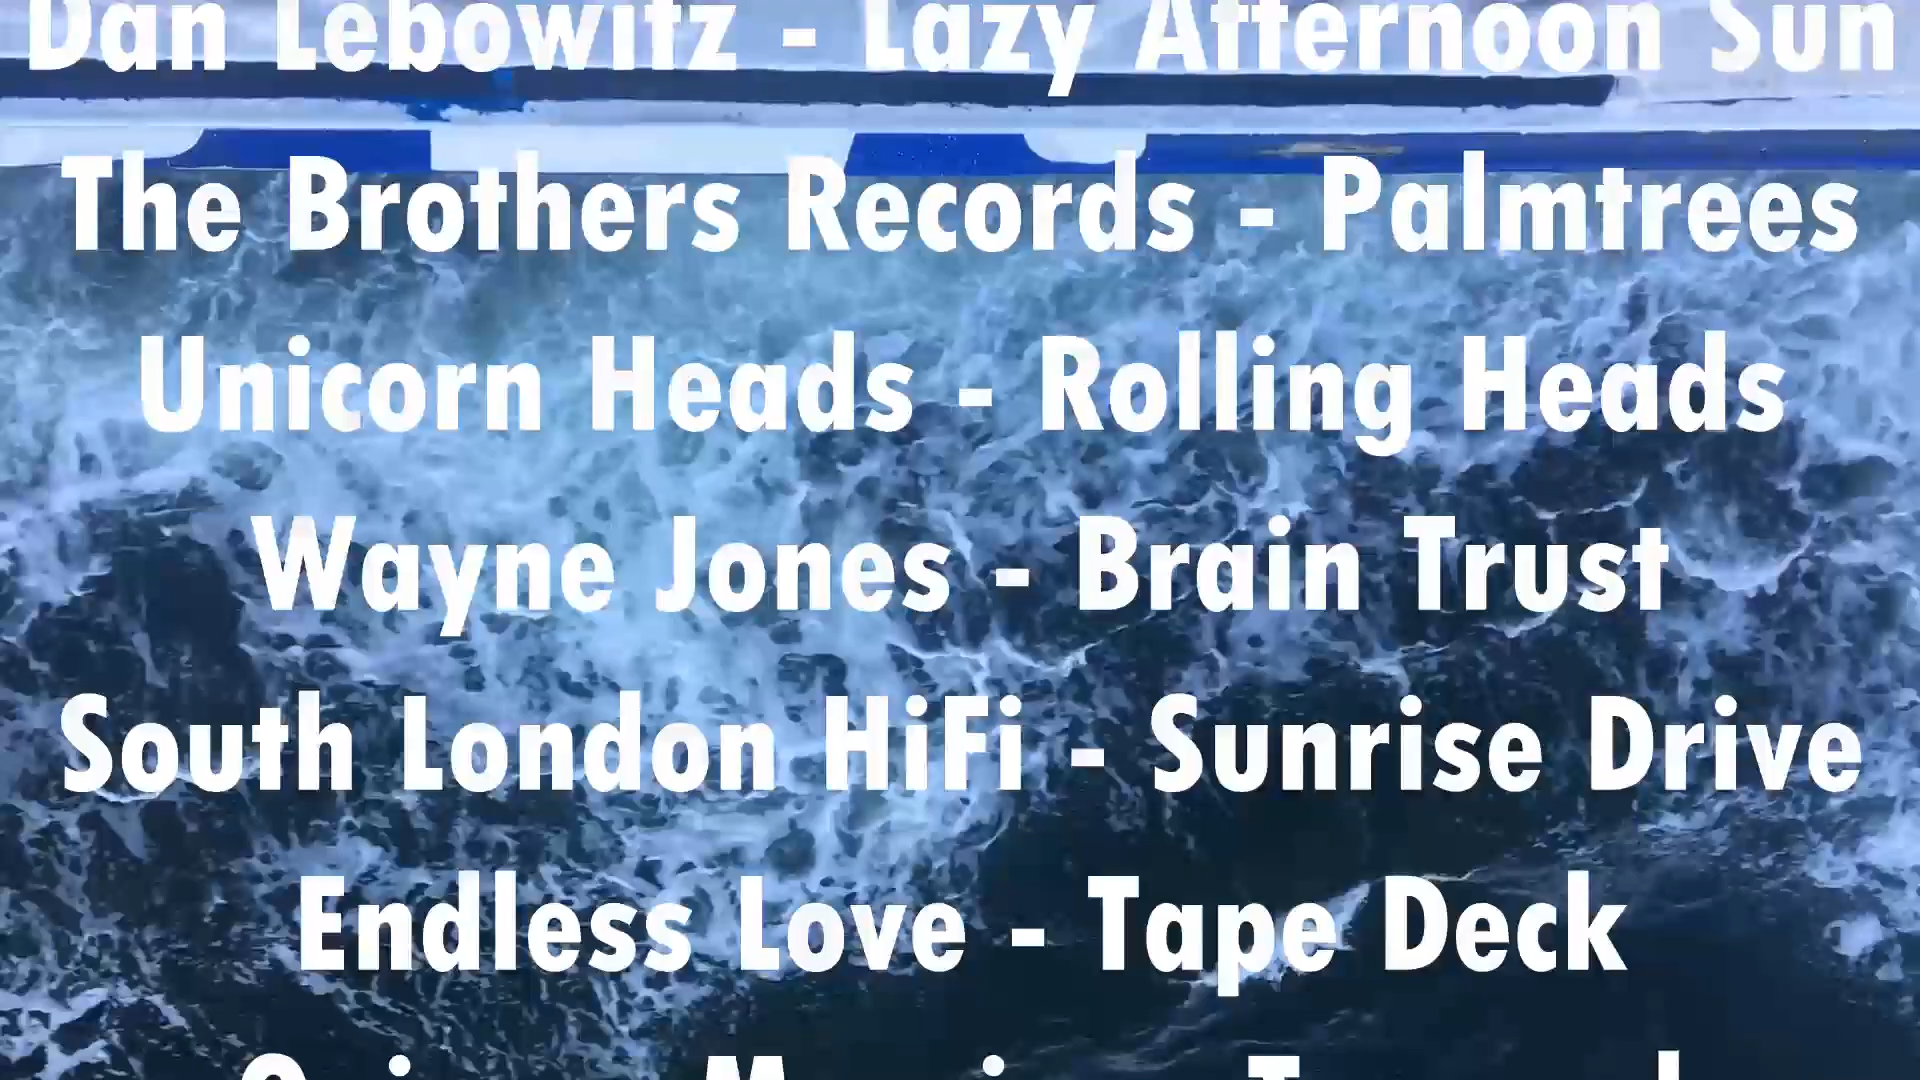 Dan Lebowitz - Lazy Afternoon Sun
The Brothers Records - Palmtrees
Unicorn Heads - Rolling Heads
Wayne Jones - Brain Trust
South London HiFi - Sunrise Drive
Endless Love - Tape Deck